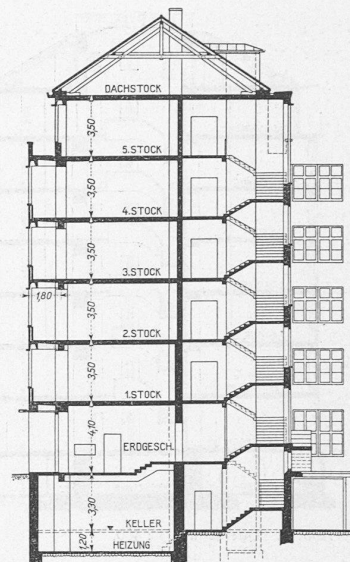 DACHSTOCK
3,50
5.STOCK
3,50
4.STOCK
3,50
3.STOCK
1,80
3,50
2.STOCK
3,50
1.STOCK
4,10
ERDGESCH.
3,30
KELLER
1,20
HEIZUNG